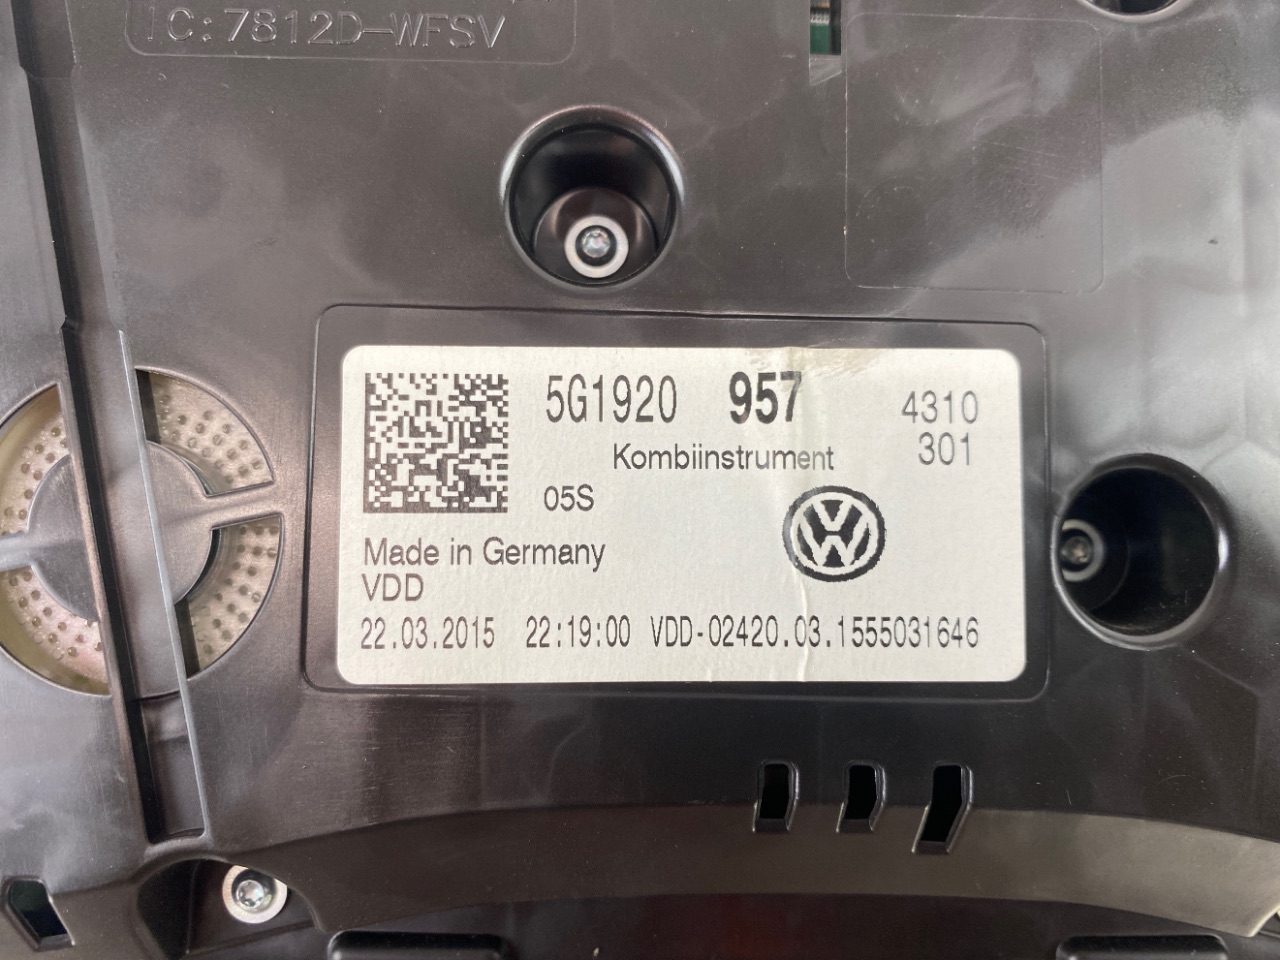 IC:7812D-WFSV
5G1920 957 4310
Kombiinstrument 301
05S
Made in Germany
VDD
22.03.2015 22:19:00 VDD-02420.03.1555031646